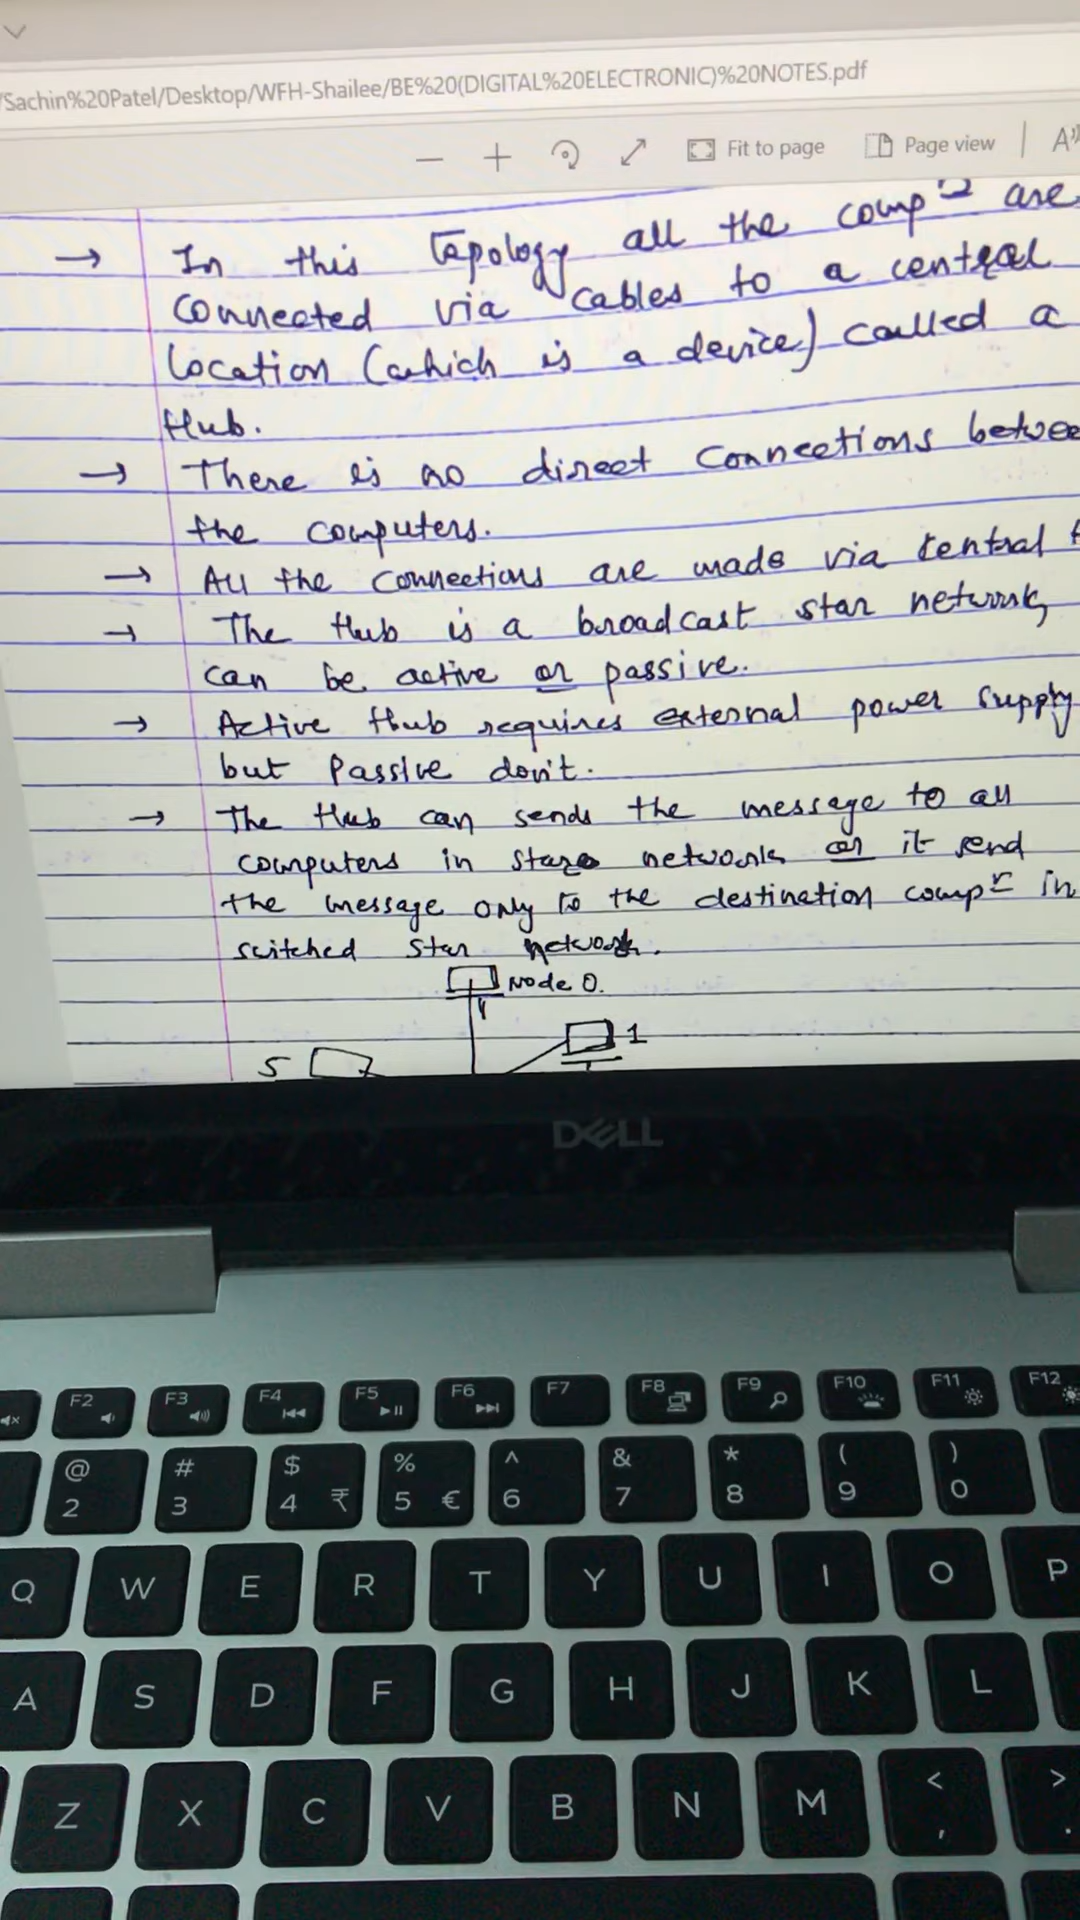 /Sachin%20Patel/Desktop/WFH-Shailee/BE%20(DIGITAL%20ELECTRONIC)%20NOTES.pdf
Fit to page Page view A
→ In this Topology all the compr are
connected via cables to a central
location (which is a device) called a
Hub.
→ There is no direct connections betwee
the computers.
→ All the connections are made via central
→ The Hub is a broadcast star network,
can be active or passive.
→ Active Hub requires external power supply
but Passive don't.
→ The Hub can sends the message to all
computers in star network or it send
the message only to the destination compr in
switched star network.
Node 0.
1
5
DELL
F2 F3 F4 F5 F6 F7 F8 F9 F10 F11 F12
@ # $ % ^ & * ( )
2 3 4 ₹ 5 € 6 7 8 9 0
Q W E R T Y U I O P
A S D F G H J K L
Z X C V B N M < >
, .